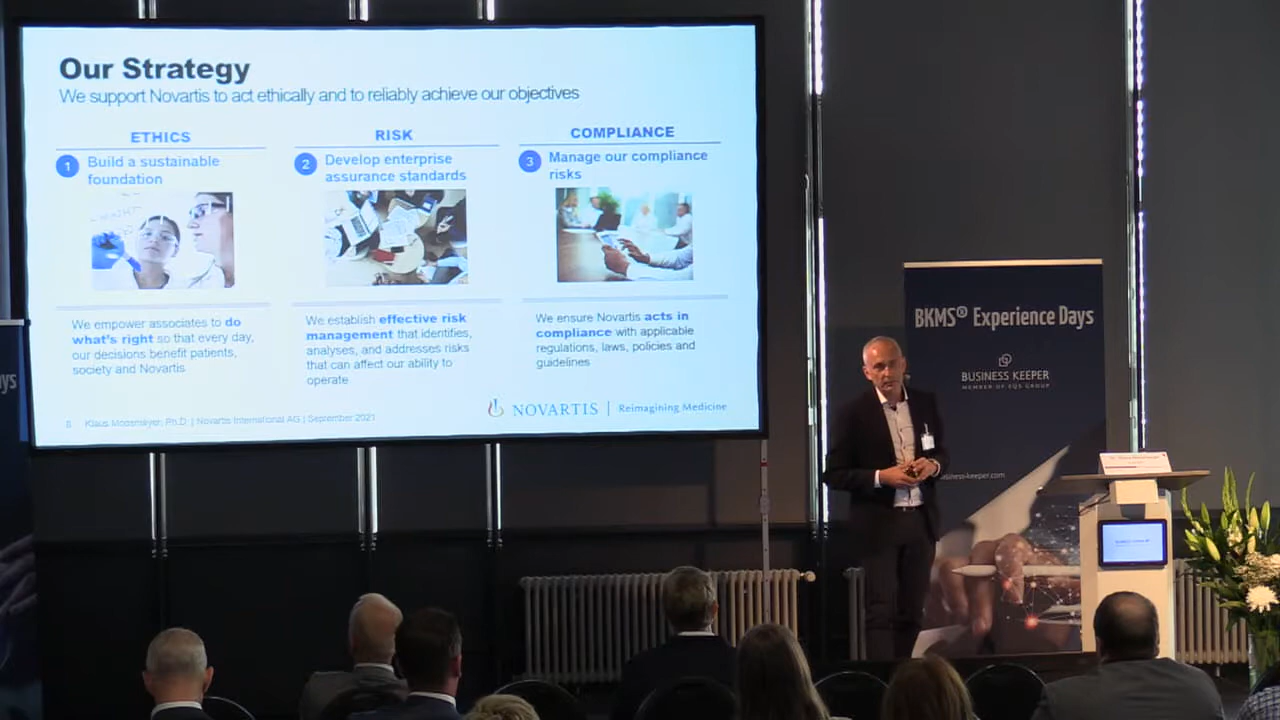 Our Strategy
We support Novartis to act ethically and to reliably achieve our objectives
ETHICS
1 Build a sustainable
foundation
We empower associates to do
what's right so that every day,
our decisions benefit patients,
society and Novartis
RISK
2 Develop enterprise
assurance standards
We establish effective risk
management that identifies,
analyses, and addresses risks
that can affect our ability to
operate
COMPLIANCE
3 Manage our compliance
risks
We ensure Novartis acts in
compliance with applicable
regulations, laws, policies and
guidelines
Klaus Moosmayer, Ph.D. | Novartis International AG | September 2021
NOVARTIS | Reimagining Medicine
ays
BKMS® Experience Days
BUSINESS KEEPER
MEMBER OF EQS GROUP
business-keeper.com